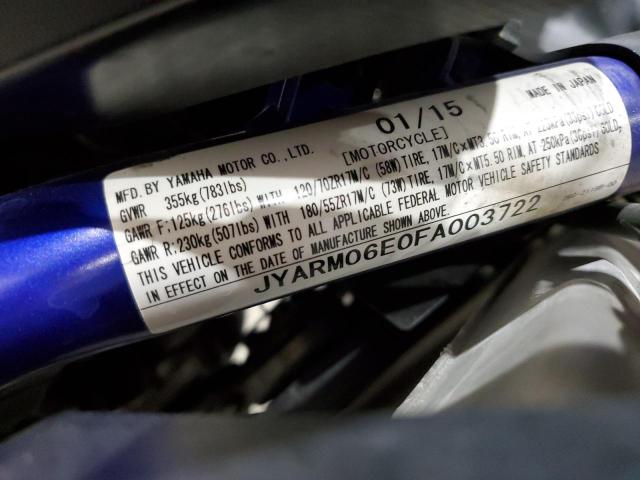 MFD. BY YAMAHA MOTOR CO., LTD. 01/15 MADE IN JAPAN
GVWR 355kg(783lbs) [MOTORCYCLE]
GAWR F:125kg(276lbs)WITH 120/70ZR17M/C (58W)TIRE, 17M/C×MT3.50 RIM, AT 225kPa(33psi)COLD
GAWR R:230kg(507lbs)WITH 180/55ZR17M/C (73W)TIRE, 17M/C×MT5.50 RIM, AT 250kPa(36psi)COLD,
THIS VEHICLE CONFORMS TO ALL APPLICABLE FEDERAL MOTOR VEHICLE SAFETY STANDARDS
IN EFFECT ON THE DATE OF MANUFACTURE SHOWN ABOVE.
JYARM06E0FA003722